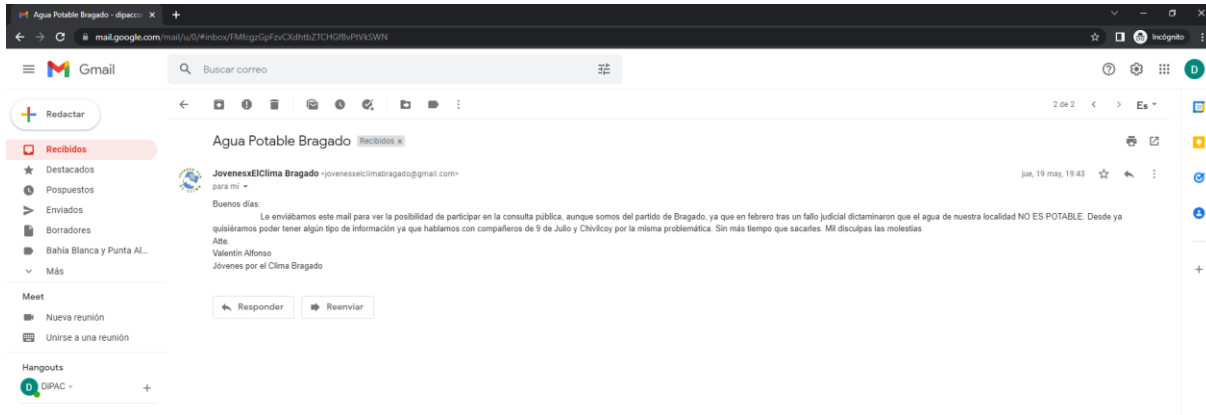 Agua Potable Bragado - dipacco
mail.google.com/mail/u/0/#inbox/FMfcgzGpFzvCXdhtbZTCHGfBvPtVkSWN
Incógnito
Gmail
Buscar correo
D
Redactar
2 de 2
Es
Recibidos
Destacados
Pospuestos
Enviados
Borradores
Bahía Blanca y Punta Al...
Más
Meet
Nueva reunión
Unirse a una reunión
Hangouts
D DiPAC
Agua Potable Bragado Recibidos x
JovenesxElClima Bragado <jovenesxelclimabragado@gmail.com>
jue, 19 may, 19:43
para mí
Buenos días:
Le enviábamos este mail para ver la posibilidad de participar en la consulta pública, aunque somos del partido de Bragado, ya que en febrero tras un fallo judicial dictaminaron que el agua de nuestra localidad NO ES POTABLE. Desde ya
quisiéramos poder tener algún tipo de información ya que hablamos con compañeros de 9 de Julio y Chivilcoy por la misma problemática. Sin más tiempo que sacarles. Mil disculpas las molestias
Atte.
Valentín Alfonso
Jóvenes por el Clima Bragado
Responder
Reenviar